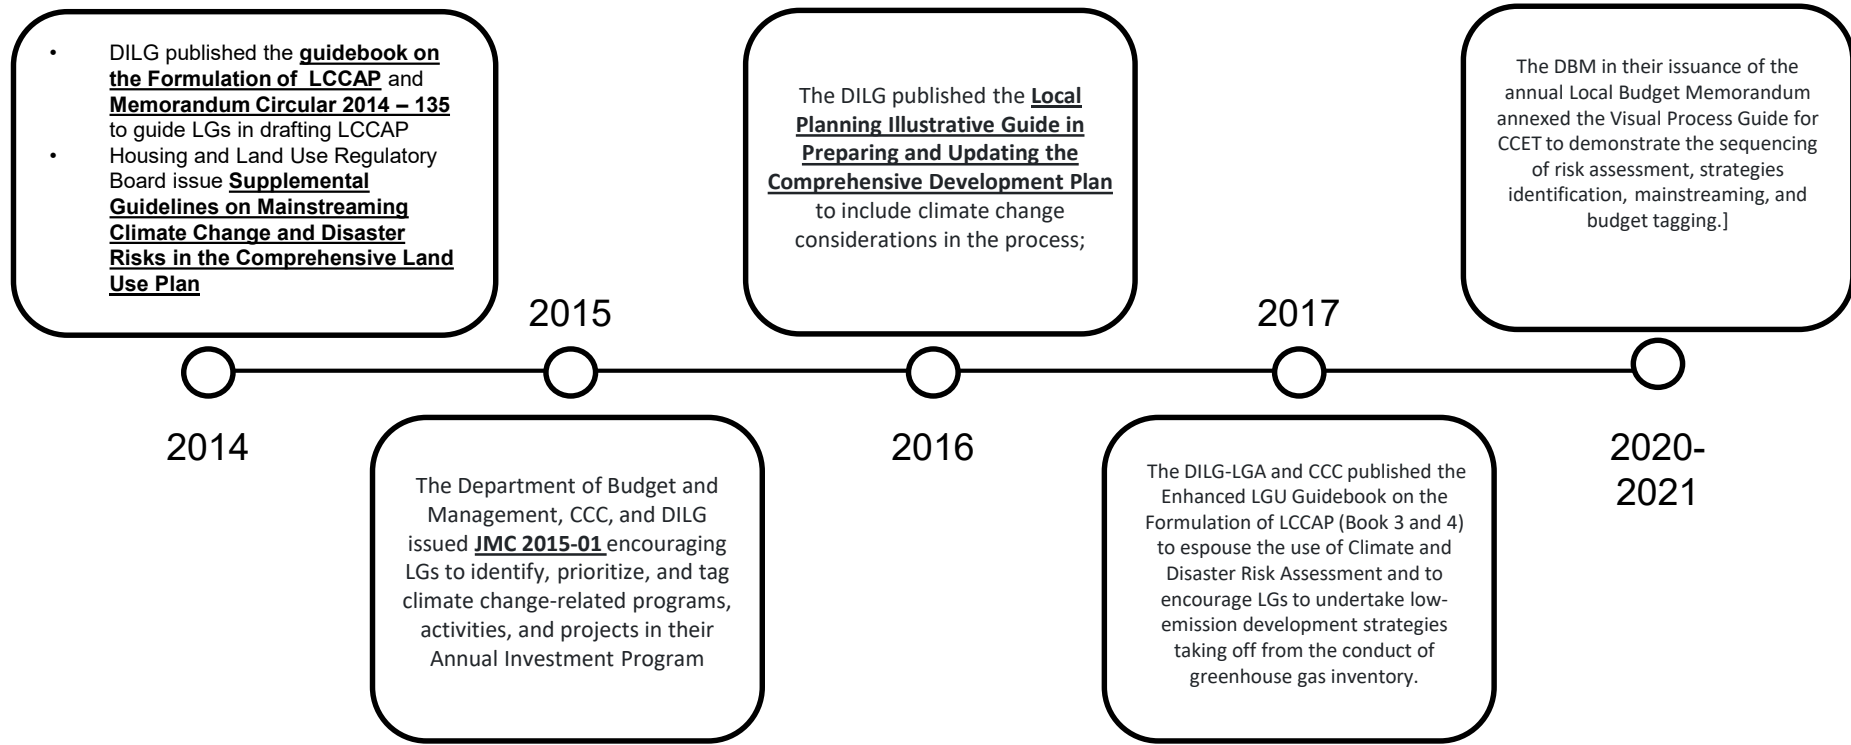 • DILG published the guidebook on
the Formulation of LCCAP and
Memorandum Circular 2014 – 135
to guide LGs in drafting LCCAP
• Housing and Land Use Regulatory
Board issue Supplemental
Guidelines on Mainstreaming
Climate Change and Disaster
Risks in the Comprehensive Land
Use Plan
2014
2015
The Department of Budget and
Management, CCC, and DILG
issued JMC 2015-01 encouraging
LGs to identify, prioritize, and tag
climate change-related programs,
activities, and projects in their
Annual Investment Program
The DILG published the Local
Planning Illustrative Guide in
Preparing and Updating the
Comprehensive Development Plan
to include climate change
considerations in the process;
2016
2017
The DILG-LGA and CCC published the
Enhanced LGU Guidebook on the
Formulation of LCCAP (Book 3 and 4)
to espouse the use of Climate and
Disaster Risk Assessment and to
encourage LGs to undertake low-
emission development strategies
taking off from the conduct of
greenhouse gas inventory.
The DBM in their issuance of the
annual Local Budget Memorandum
annexed the Visual Process Guide for
CCET to demonstrate the sequencing
of risk assessment, strategies
identification, mainstreaming, and
budget tagging.]
2020-
2021